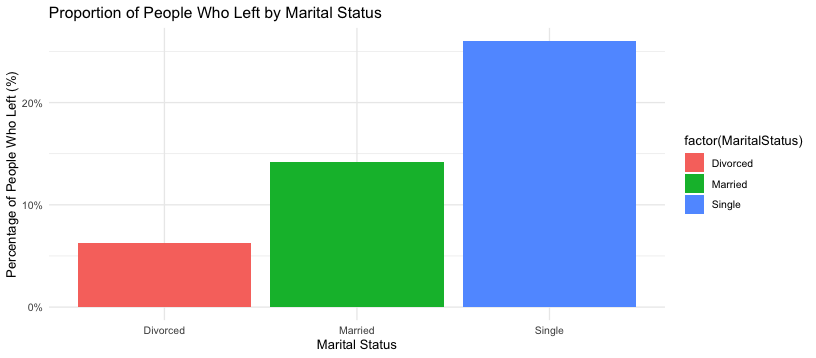 Proportion of People Who Left by Marital Status
Percentage of People Who Left (%)
20%
10%
0%
Divorced
Married
Single
Marital Status
factor(MaritalStatus)
Divorced
Married
Single